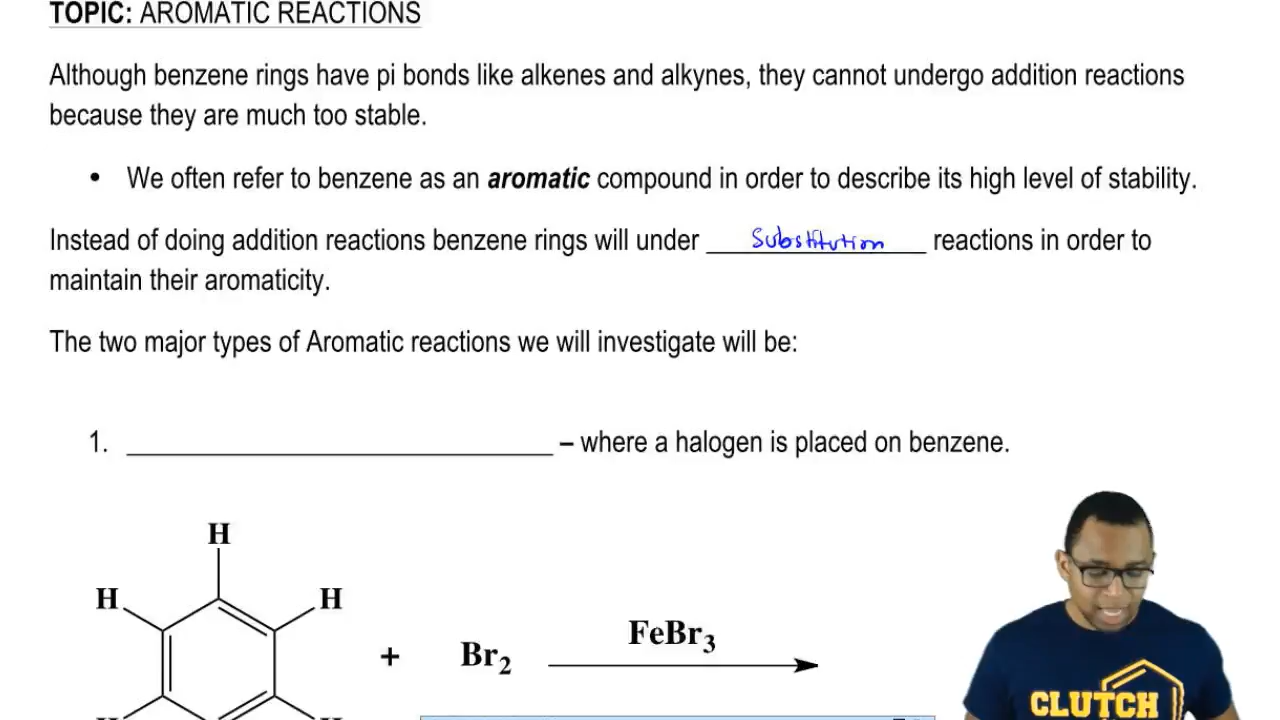 TOPIC: AROMATIC REACTIONS
Although benzene rings have pi bonds like alkenes and alkynes, they cannot undergo addition reactions
because they are much too stable.
• We often refer to benzene as an aromatic compound in order to describe its high level of stability.
Instead of doing addition reactions benzene rings will under Substitution reactions in order to
maintain their aromaticity.
The two major types of Aromatic reactions we will investigate will be:
1. ______________________________ – where a halogen is placed on benzene.
H
H H
FeBr3
+ Br2
H H
CLUTCH